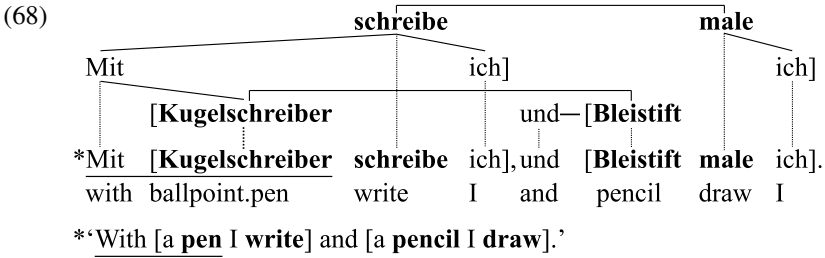 (68) schreibe male
Mit ich] ich]
[Kugelschreiber und – [Bleistift
*Mit [Kugelschreiber schreibe ich], und [Bleistift male ich].
with ballpoint.pen write I and pencil draw I
*‘With [a pen I write] and [a pencil I draw].’